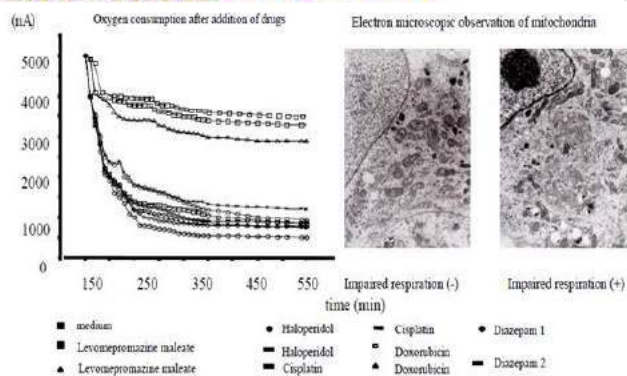 Oxygen consumption after addition of drugs
Electron microscopic observation of mitochondria
(nA)
5000
4000
3000
2000
1000
0
150 250 350 450 550
time (min)
Impaired respiration (-)
Impaired respiration (+)
medium
Levomepromazine maleate
Levomepromazine maleate
Haloperidol
Haloperidol
Cisplatin
Cisplatin
Doxorubicin
Doxorubicin
Diazepam 1
Diazepam 2